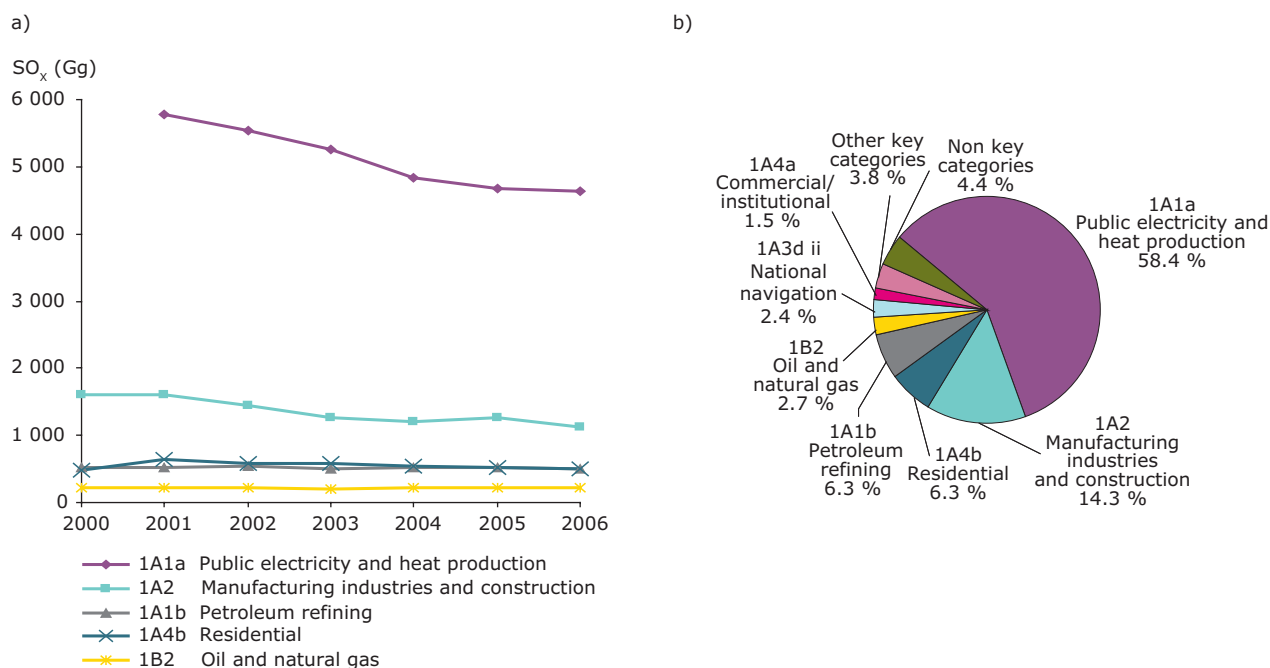 a)
SOx (Gg)
6 000
5 000
4 000
3 000
2 000
1 000
0
2000 2001 2002 2003 2004 2005 2006
1A1a Public electricity and heat production
1A2 Manufacturing industries and construction
1A1b Petroleum refining
1A4b Residential
1B2 Oil and natural gas
b)
Other key
categories
3.8 %
Non key
categories
4.4 %
1A4a
Commercial/
institutional
1.5 %
1A1a
Public electricity and
heat production
58.4 %
1A3d ii
National
navigation
2.4 %
1B2
Oil and
natural gas
2.7 %
1A1b
Petroleum
refining
6.3 %
1A4b
Residential
6.3 %
1A2
Manufacturing
industries
and construction
14.3 %